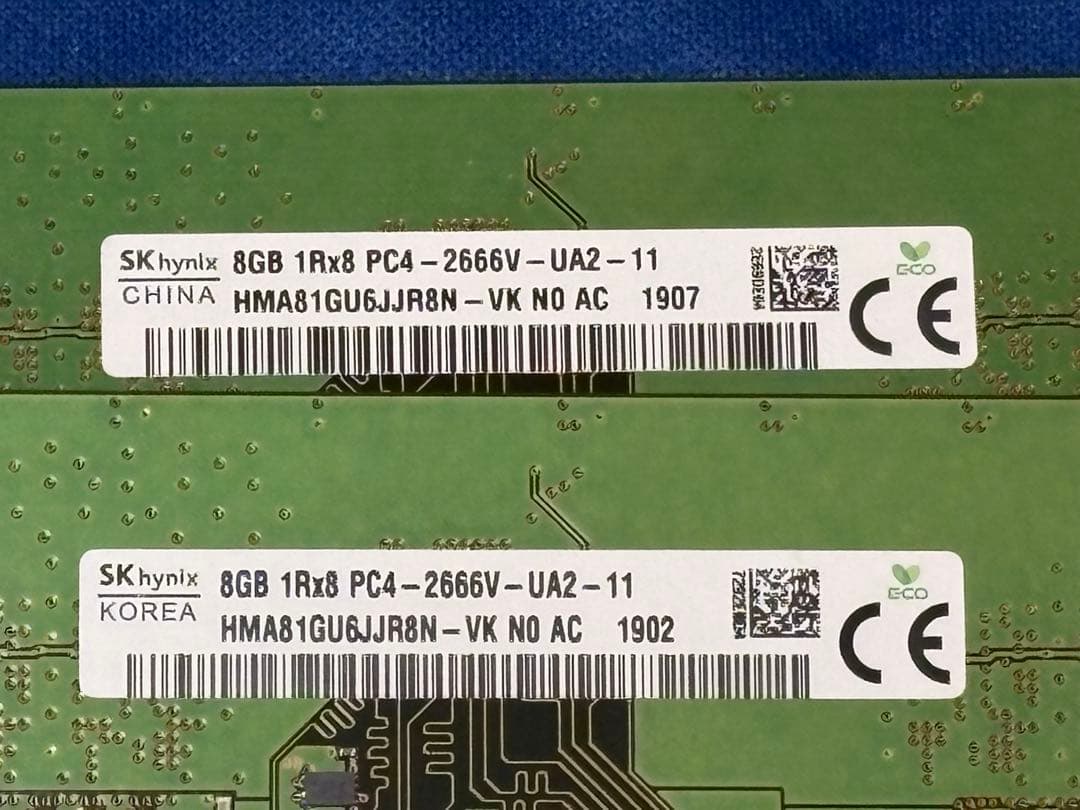 SK hynix 8GB 1Rx8 PC4-2666V-UA2-11
CHINA HMA81GU6JJR8N-VK N0 AC 1907
ECO
CE
SK hynix 8GB 1Rx8 PC4-2666V-UA2-11
KOREA HMA81GU6JJR8N-VK N0 AC 1902
ECO
CE